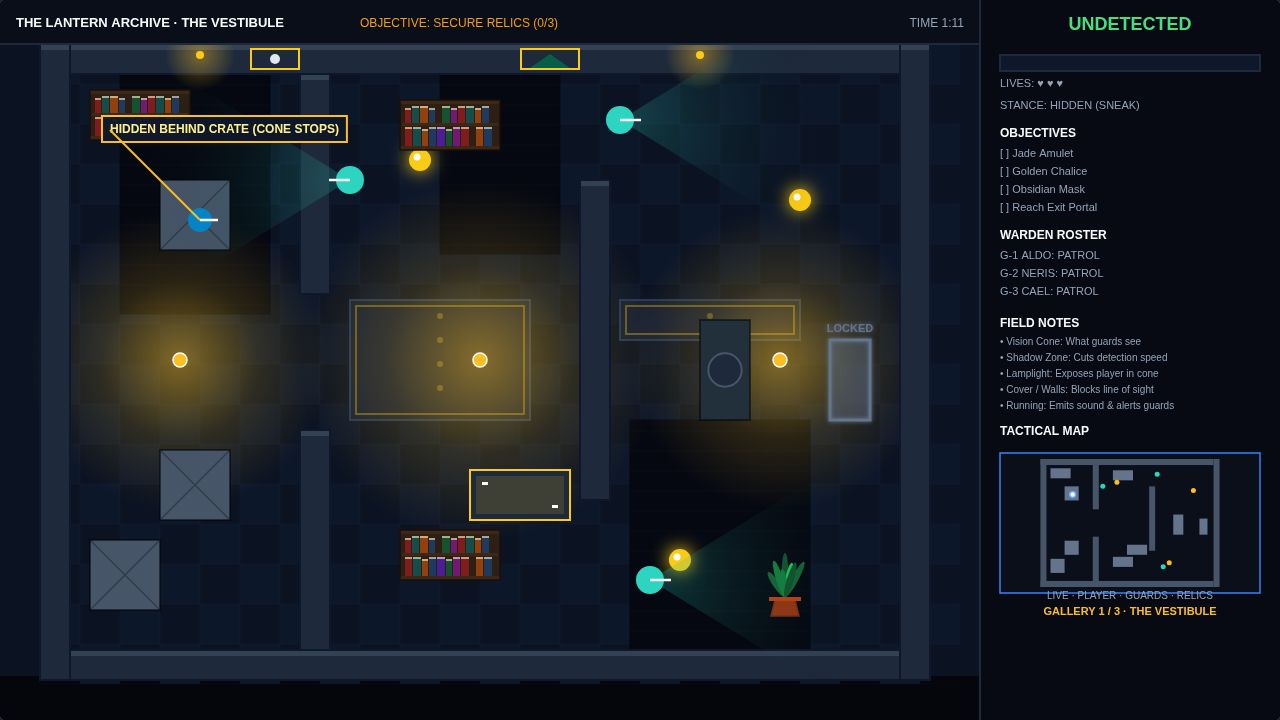 THE LANTERN ARCHIVE · THE VESTIBULE
OBJECTIVE: SECURE RELICS (0/3)
TIME 1:11
HIDDEN BEHIND CRATE (CONE STOPS)
LOCKED
UNDETECTED
LIVES: ♥ ♥ ♥
STANCE: HIDDEN (SNEAK)
OBJECTIVES
[ ] Jade Amulet
[ ] Golden Chalice
[ ] Obsidian Mask
[ ] Reach Exit Portal
WARDEN ROSTER
G-1 ALDO: PATROL
G-2 NERIS: PATROL
G-3 CAEL: PATROL
FIELD NOTES
• Vision Cone: What guards see
• Shadow Zone: Cuts detection speed
• Lamplight: Exposes player in cone
• Cover / Walls: Blocks line of sight
• Running: Emits sound & alerts guards
TACTICAL MAP
LIVE · PLAYER · GUARDS · RELICS
GALLERY 1 / 3 · THE VESTIBULE